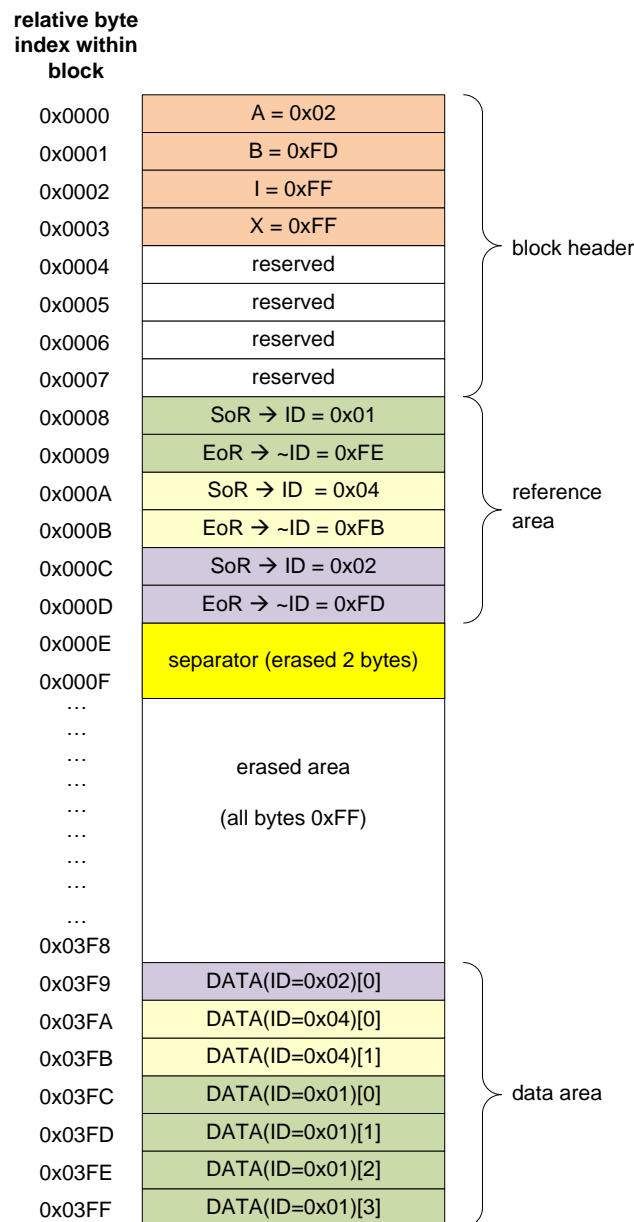 relative byte
index within
block
0x0000 A = 0x02
0x0001 B = 0xFD
0x0002 I = 0xFF
0x0003 X = 0xFF
block header
0x0004 reserved
0x0005 reserved
0x0006 reserved
0x0007 reserved
0x0008 SoR → ID = 0x01
0x0009 EoR → ~ID = 0xFE
0x000A SoR → ID = 0x04
reference
area
0x000B EoR → ~ID = 0xFB
0x000C SoR → ID = 0x02
0x000D EoR → ~ID = 0xFD
0x000E
separator (erased 2 bytes)
0x000F
…
…
…
erased area
…
…
(all bytes 0xFF)
…
…
…
…
0x03F8
0x03F9 DATA(ID=0x02)[0]
0x03FA DATA(ID=0x04)[0]
0x03FB DATA(ID=0x04)[1]
0x03FC DATA(ID=0x01)[0]
data area
0x03FD DATA(ID=0x01)[1]
0x03FE DATA(ID=0x01)[2]
0x03FF DATA(ID=0x01)[3]